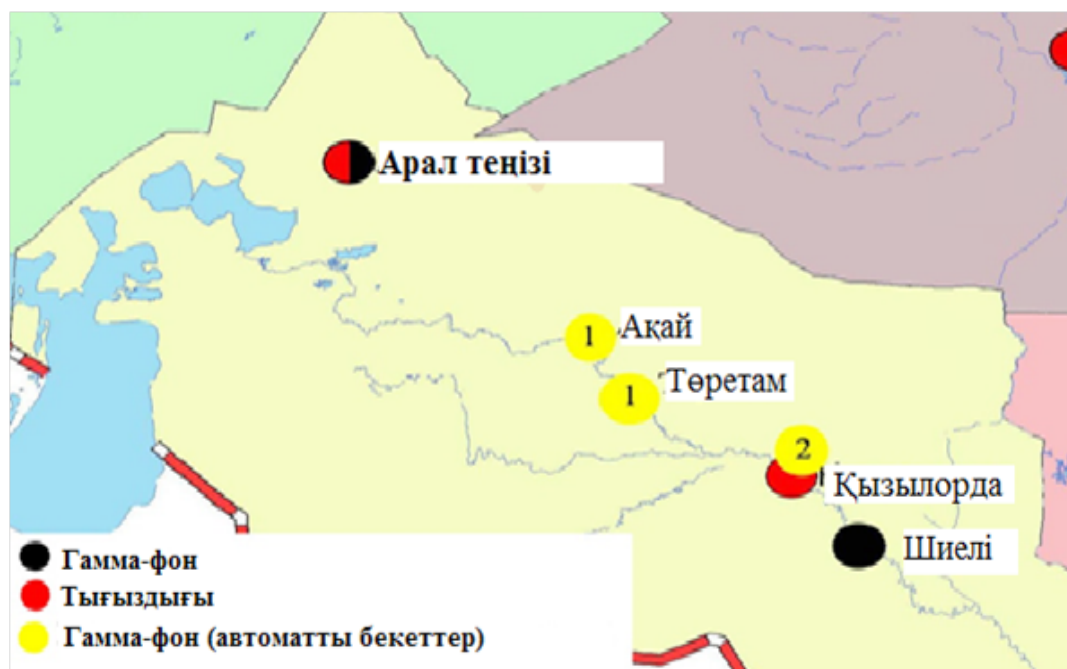 Арал теңізі
1
Ақай
1
Төретам
2
Қызылорда
Шиелі
Гамма-фон
Тығыздығы
Гамма-фон (автоматты бекеттер)